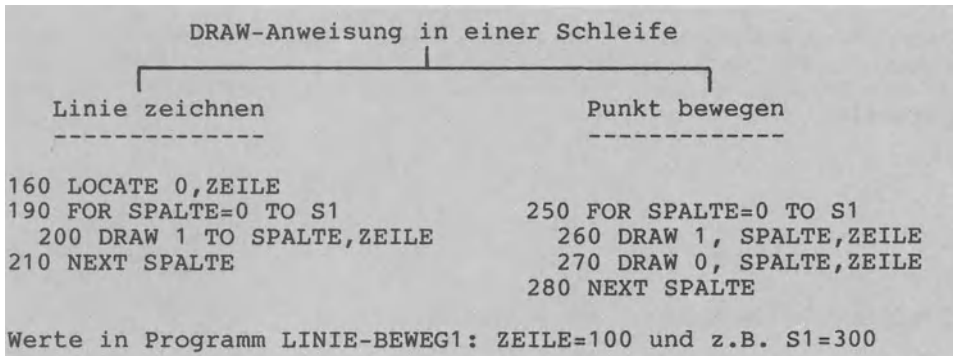 DRAW-Anweisung in einer Schleife
Linie zeichnen
--------------
Punkt bewegen
-------------
160 LOCATE 0,ZEILE
190 FOR SPALTE=0 TO S1
200 DRAW 1 TO SPALTE,ZEILE
210 NEXT SPALTE
250 FOR SPALTE=0 TO S1
260 DRAW 1, SPALTE,ZEILE
270 DRAW 0, SPALTE,ZEILE
280 NEXT SPALTE
Werte in Programm LINIE-BEWEG1: ZEILE=100 und z.B. S1=300